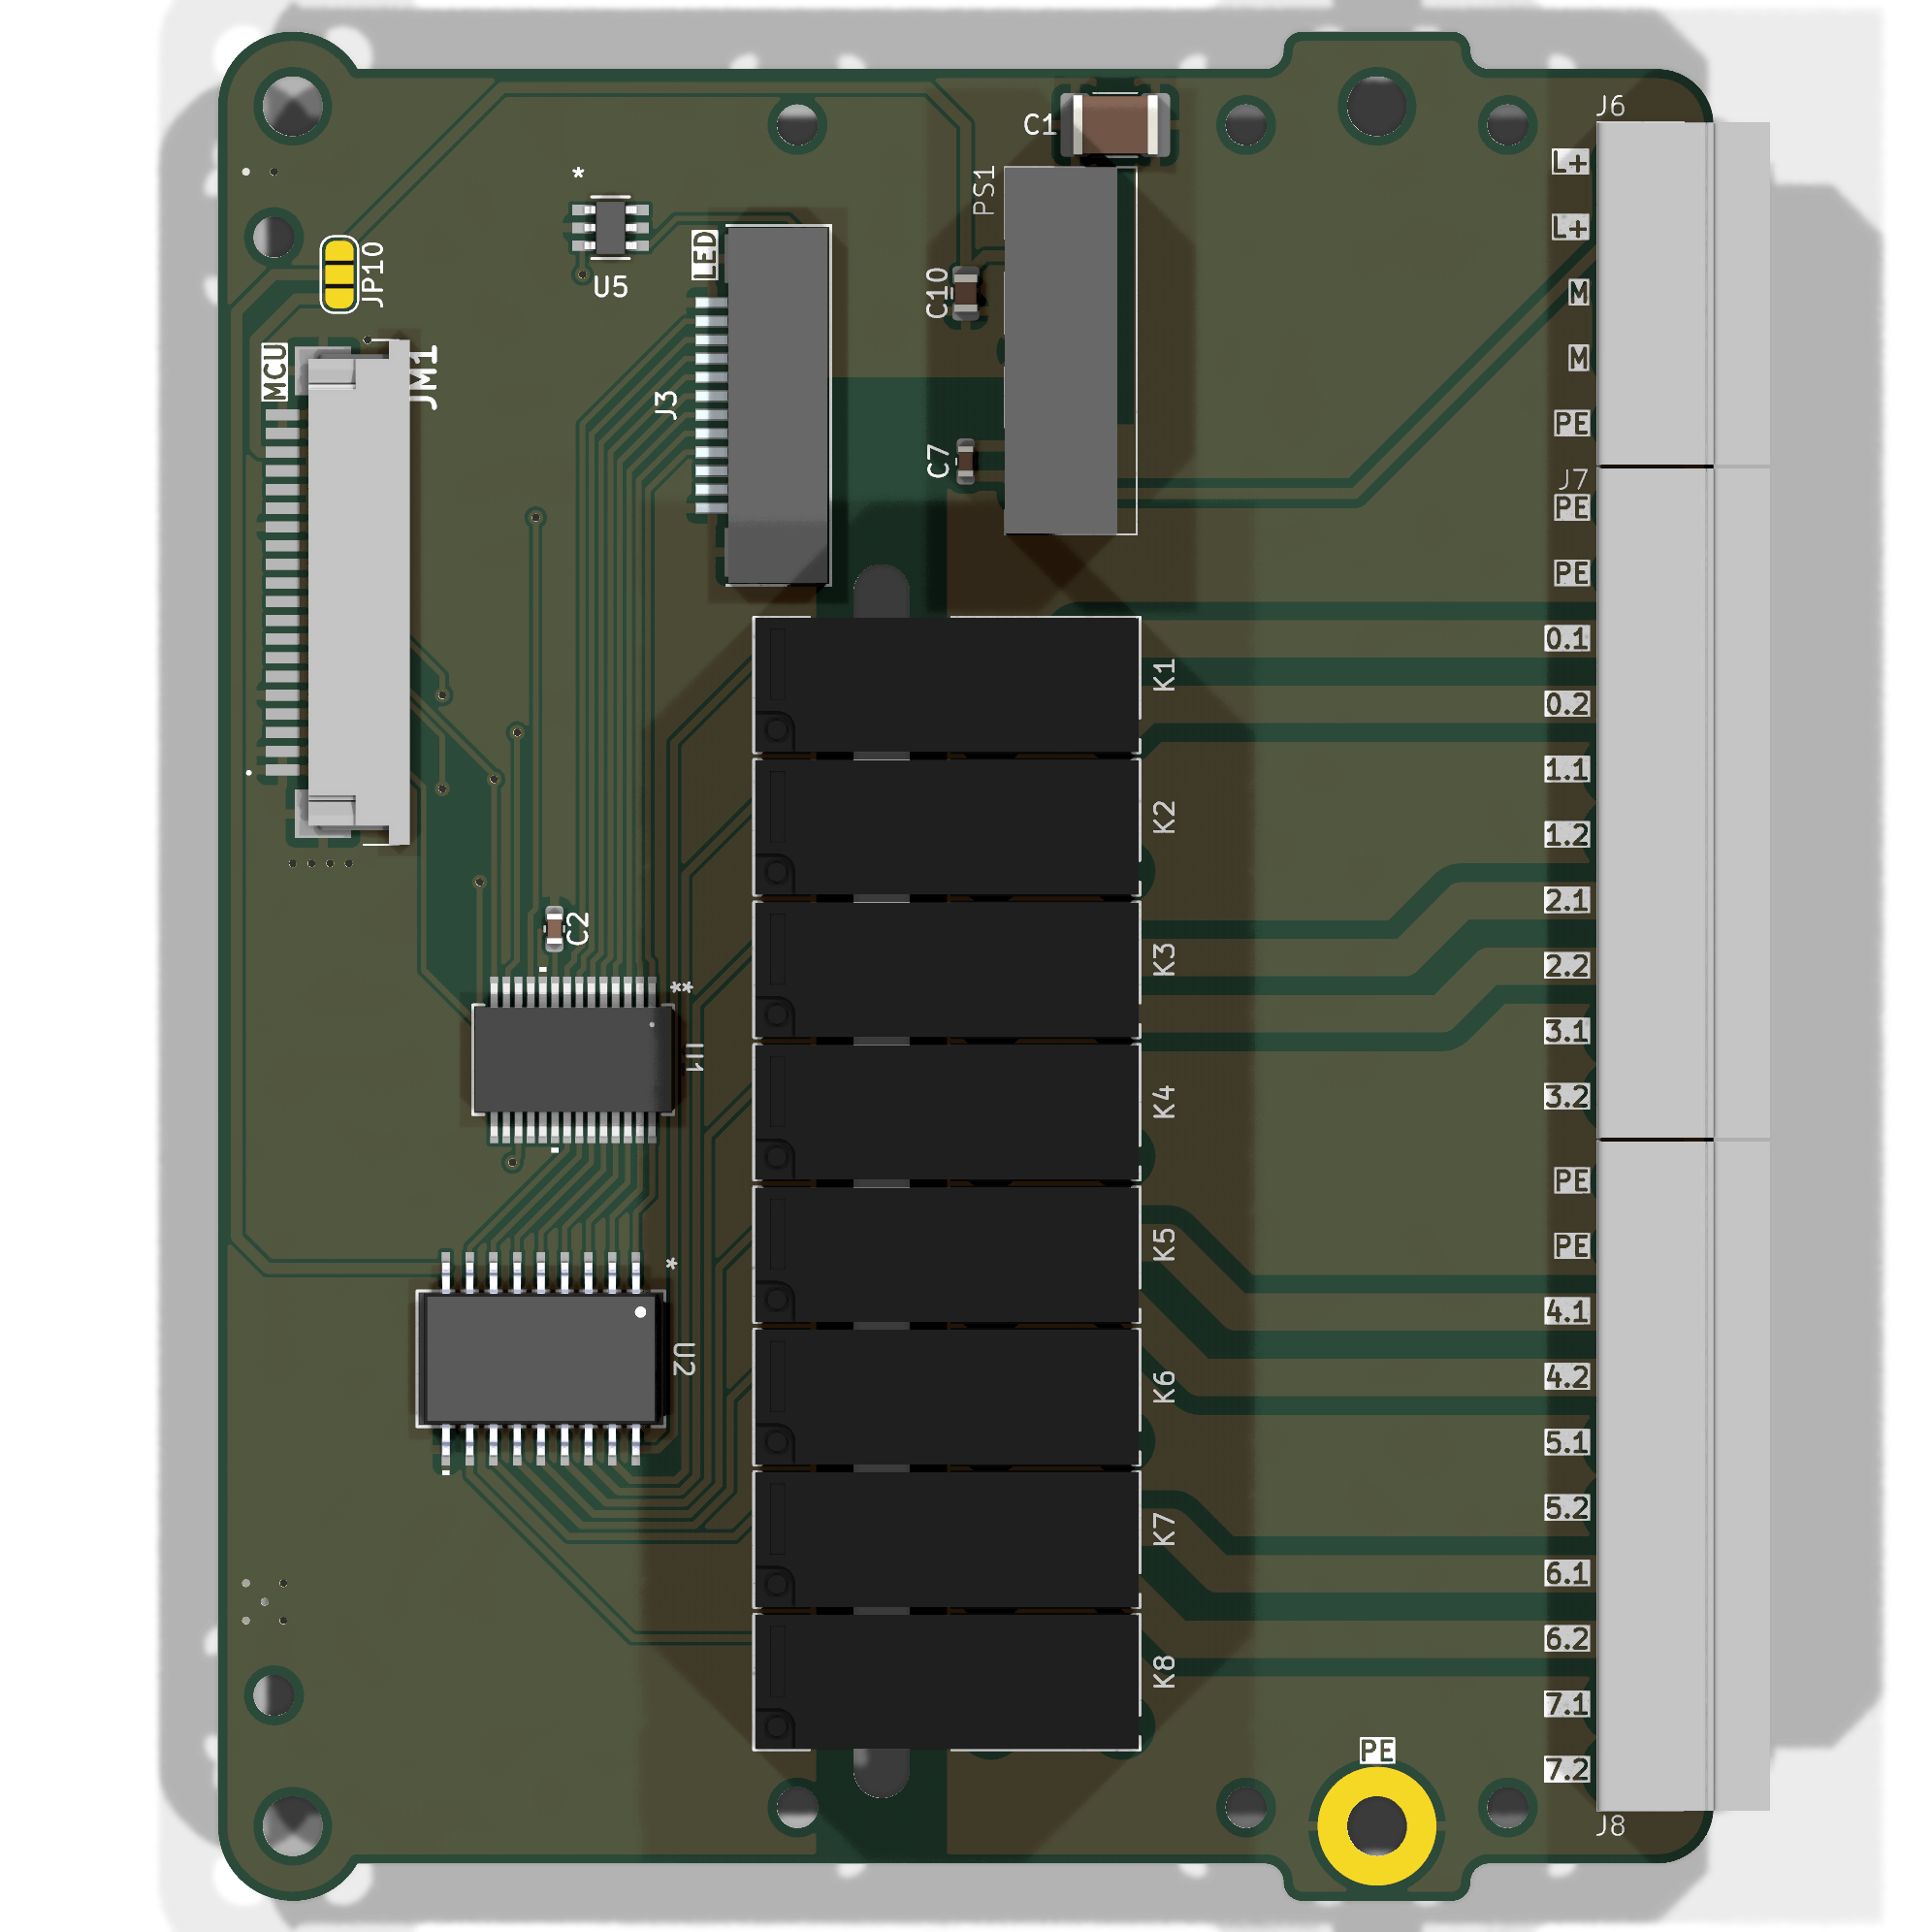 J6
C1
L+
PS1
*
L+
LED
JP10
U5
C10
M
MCU
JM1
M
J3
PE
C7
J7
PE
PE
0.1
K1
0.2
1.1
K2
1.2
2.1
C2
K3
2.2
**
3.1
U1
K4
3.2
PE
K5
PE
*
4.1
U2
4.2
K6
5.1
5.2
K7
6.1
6.2
K8
7.1
PE
7.2
J8